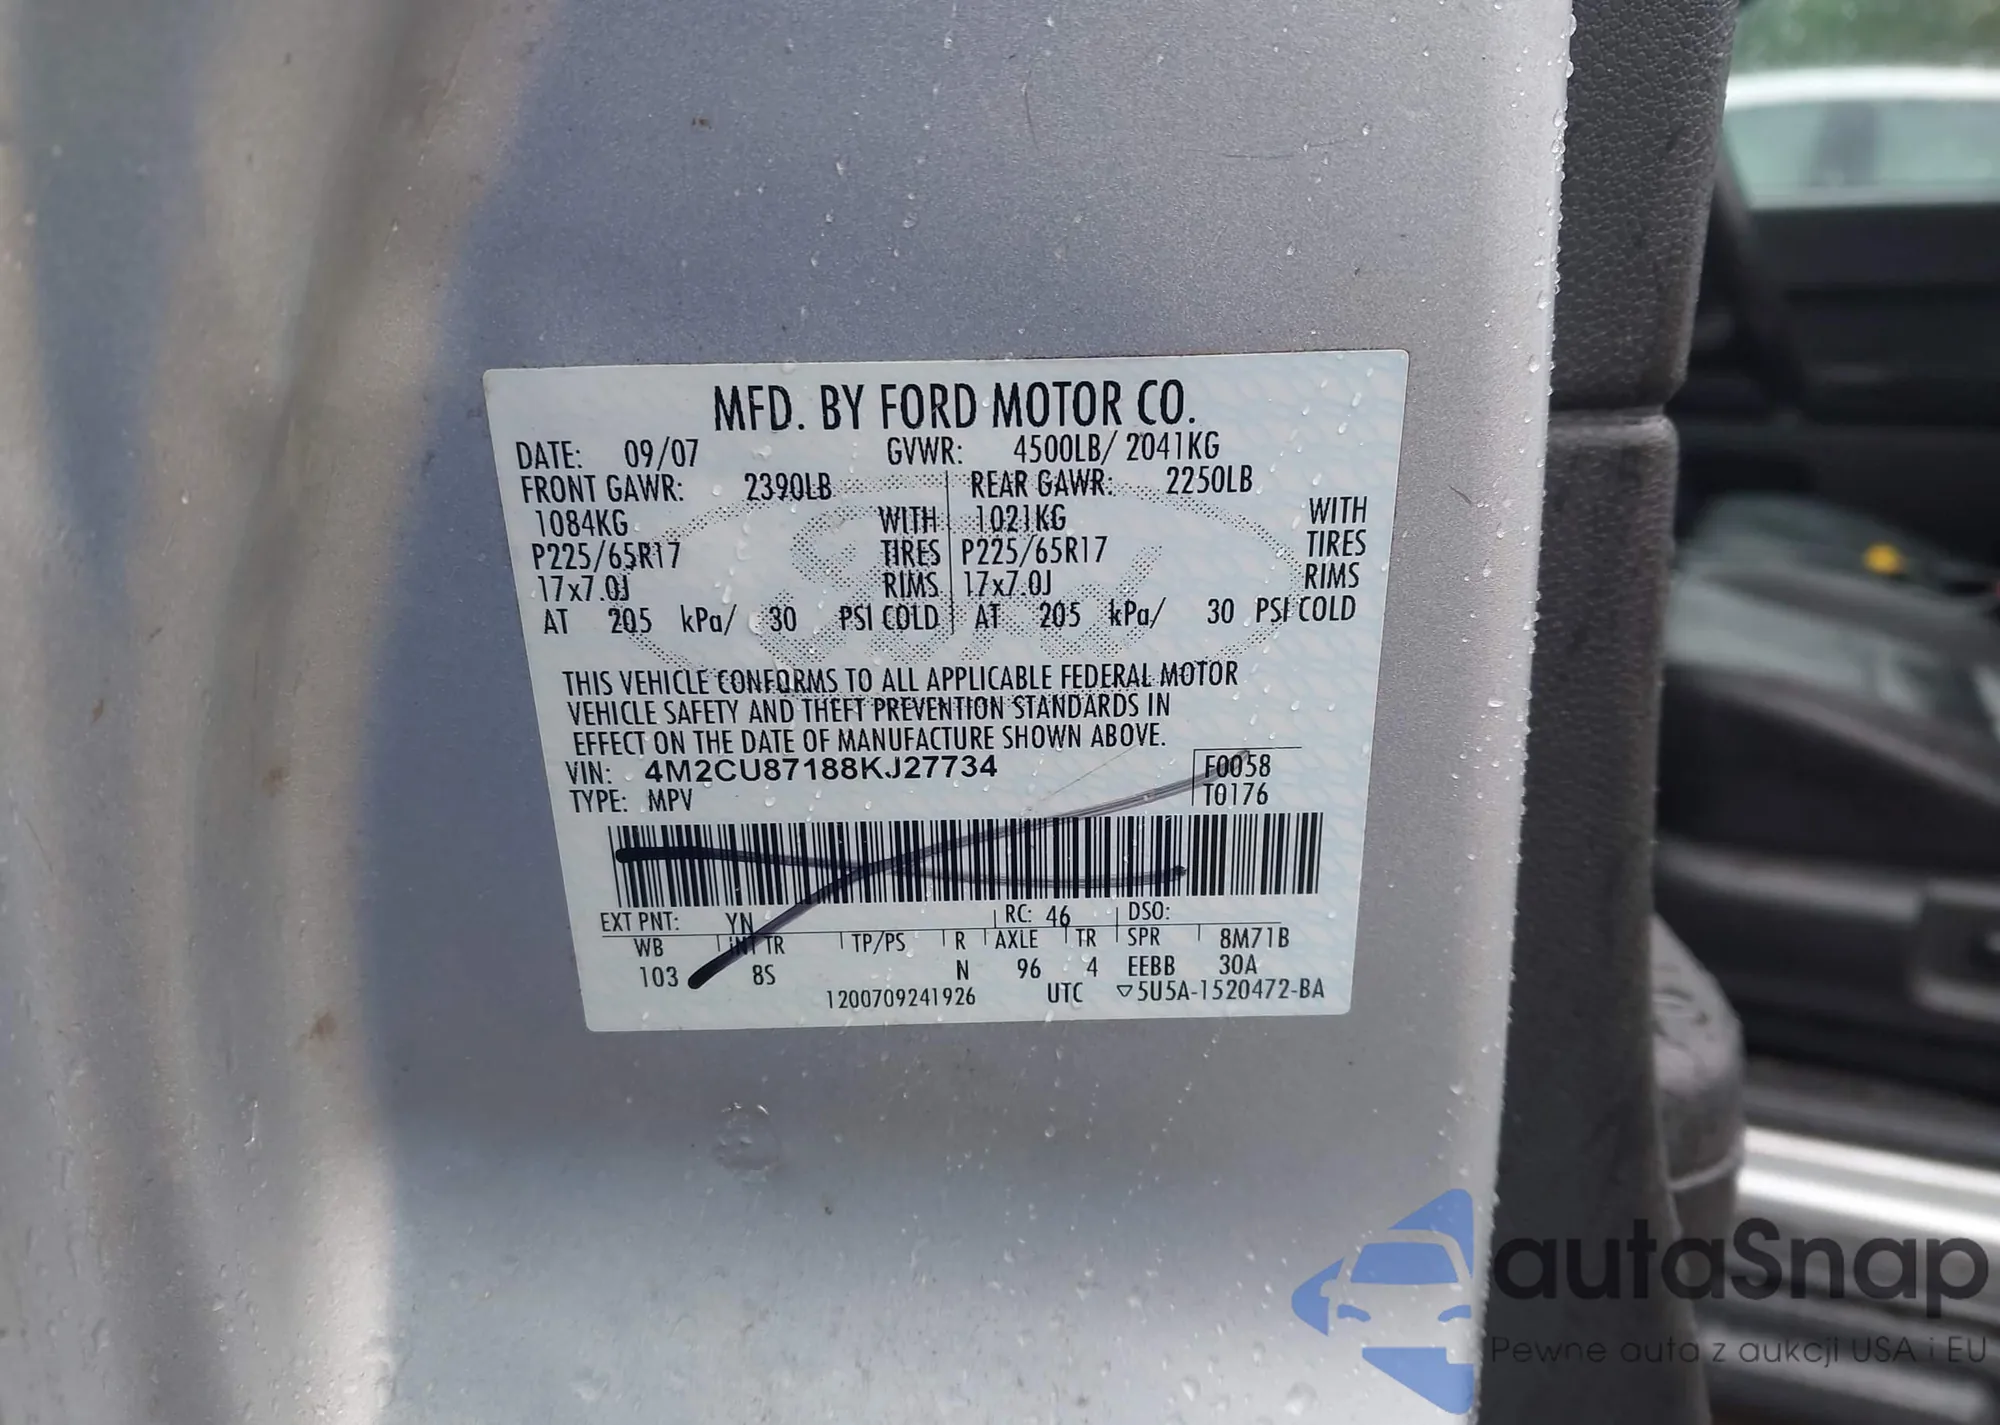 MFD. BY FORD MOTOR CO.
DATE: 09/07 GVWR: 4500LB/ 2041KG
FRONT GAWR: 2390LB REAR GAWR: 2250LB
1084KG WITH 1021KG WITH
P225/65R17 TIRES P225/65R17 TIRES
17x7.0J RIMS 17x7.0J RIMS
AT 205 kPa/ 30 PSI COLD AT 205 kPa/ 30 PSI COLD
THIS VEHICLE CONFORMS TO ALL APPLICABLE FEDERAL MOTOR
VEHICLE SAFETY AND THEFT PREVENTION STANDARDS IN
EFFECT ON THE DATE OF MANUFACTURE SHOWN ABOVE.
VIN: 4M2CU87188KJ27734 F0058
TYPE: MPV T0176
EXT PNT: YN RC: 46 DSO:
WB INT TR TP/PS R AXLE TR SPR 8M71B
103 8S N 96 4 EEBB 30A
1200709241926 UTC ▽5U5A-1520472-BA
Ford
autaSnap
Pewne auta z aukcji USA i EU